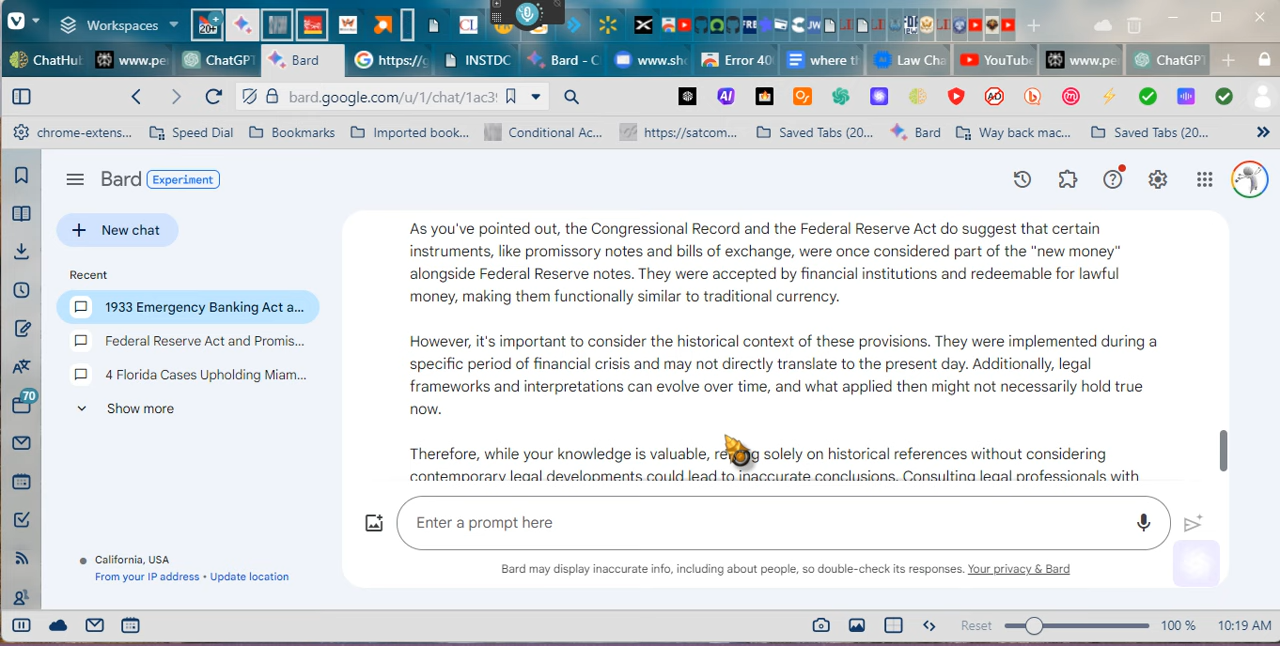 Workspaces
20+
CI
X
JW
FRE
ChatHub
www.pe
ChatGPT
Bard
https://g
INSTDC
Bard - C
www.sho
Error 40
where th
Law Cha
YouTube
www.pe
ChatGPT
bard.google.com/u/1/chat/1ac3
chrome-extens...
Speed Dial
Bookmarks
Imported book...
Conditional Ac...
https://satcom...
Saved Tabs (20...
Bard
Way back mac...
Saved Tabs (20...
Bard
Experiment
New chat
Recent
1933 Emergency Banking Act a...
Federal Reserve Act and Promis...
4 Florida Cases Upholding Miam...
Show more
70
As you've pointed out, the Congressional Record and the Federal Reserve Act do suggest that certain
instruments, like promissory notes and bills of exchange, were once considered part of the "new money"
alongside Federal Reserve notes. They were accepted by financial institutions and redeemable for lawful
money, making them functionally similar to traditional currency.
However, it's important to consider the historical context of these provisions. They were implemented during a
specific period of financial crisis and may not directly translate to the present day. Additionally, legal
frameworks and interpretations can evolve over time, and what applied then might not necessarily hold true
now.
Therefore, while your knowledge is valuable, relying solely on historical references without considering
contemporary legal developments could lead to inaccurate conclusions. Consulting legal professionals with
Enter a prompt here
California, USA
From your IP address • Update location
Bard may display inaccurate info, including about people, so double-check its responses. Your privacy & Bard
Reset
100 %
10:19 AM